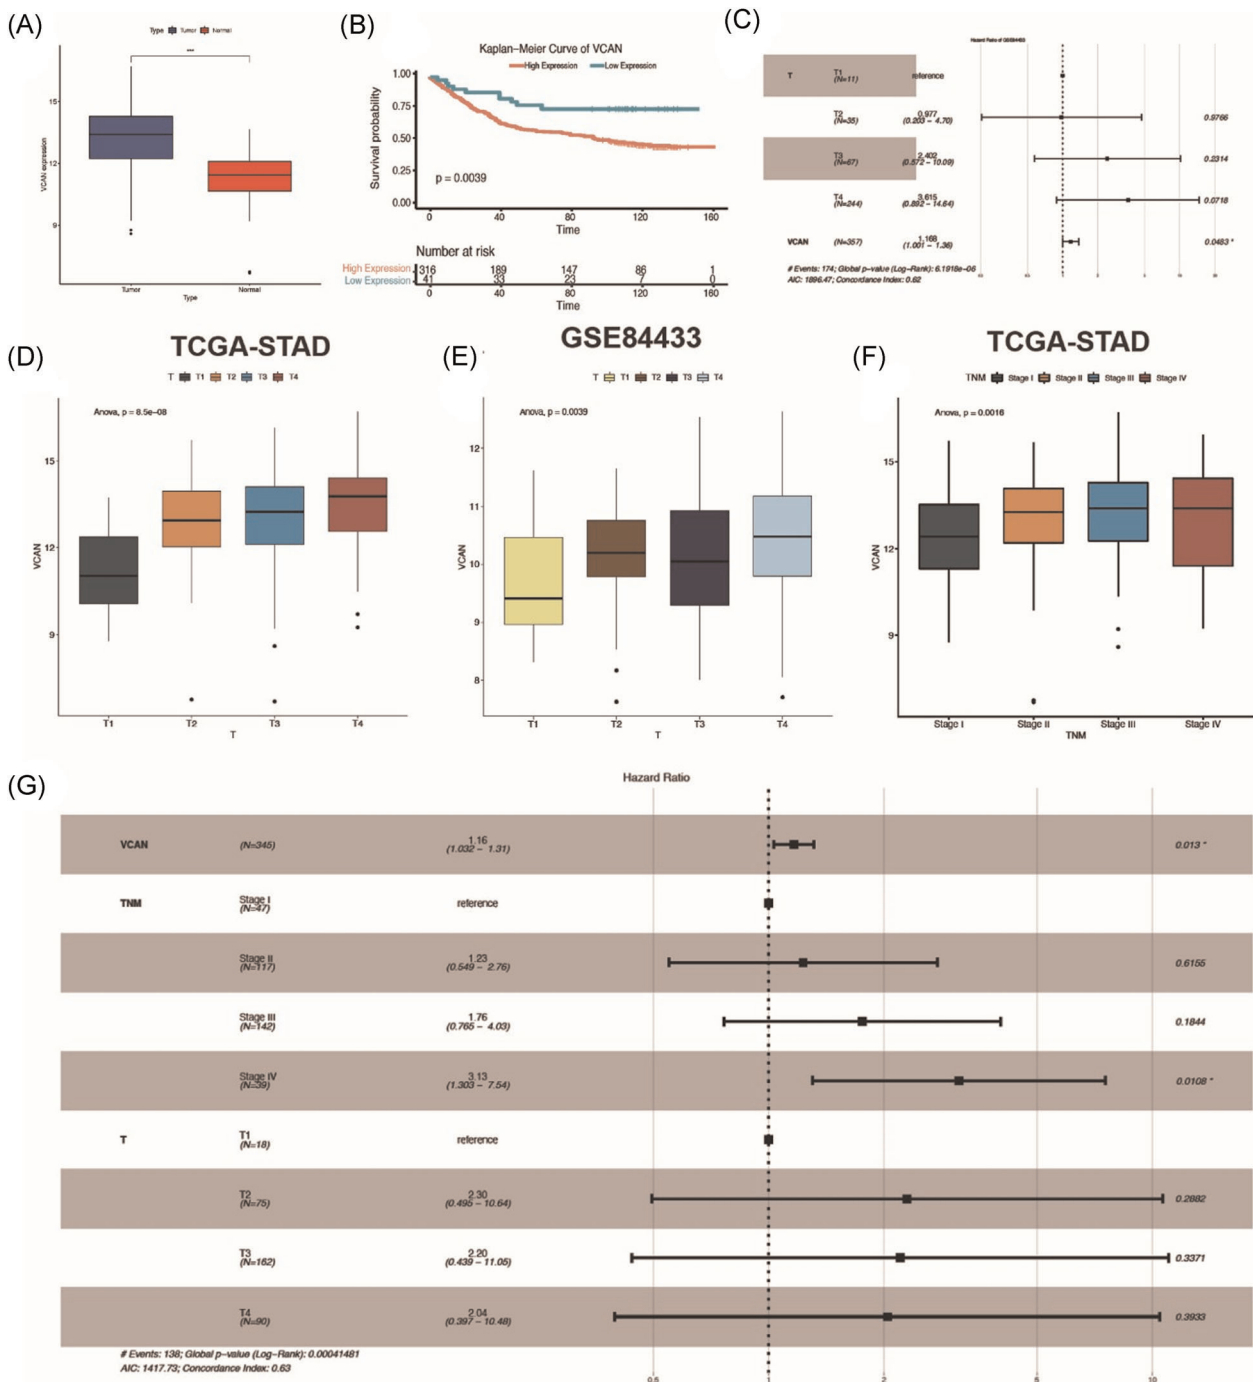 (A)
Type Tumor Normal
***
VCAN expression
15
12
9
Tumor Normal
Type
(B)
Kaplan-Meier Curve of VCAN
High Expression Low Expression
Survival probability
1.00
0.75
0.50
0.25
0.00
p = 0.0039
0 40 80 120 160
Time
Number at risk
High Expression 316 189 147 86 1
Low Expression 41 33 23 6 0
0 40 80 120 160
Time
(C)
Hazard Ratio of GSE84433
T T1 reference
(N=11)
T2 0.977 0.9766
(N=35) (0.203 – 4.70)
T3 2.402 0.2314
(N=67) (0.572 – 10.09)
T4 3.615 0.0718
(N=244) (0.892 – 14.64)
VCAN (N=357) 1.168 0.0483 *
(1.001 – 1.36)
# Events: 174; Global p-value (Log-Rank): 6.1918e-06
AIC: 1896.47; Concordance Index: 0.62
(D)
TCGA-STAD
T T1 T2 T3 T4
Anova, p = 8.5e-08
VCAN
15
12
9
T1 T2 T3 T4
T
(E)
GSE84433
T T1 T2 T3 T4
Anova, p = 0.0039
VCAN
12
11
10
9
8
T1 T2 T3 T4
T
(F)
TCGA-STAD
TNM Stage I Stage II Stage III Stage IV
Anova, p = 0.0016
VCAN
15
12
9
Stage I Stage II Stage III Stage IV
TNM
(G)
Hazard Ratio
VCAN (N=345) 1.16 0.013 *
(1.032 – 1.31)
TNM Stage I reference
(N=47)
Stage II 1.23 0.6155
(N=117) (0.549 – 2.76)
Stage III 1.76 0.1844
(N=142) (0.765 – 4.03)
Stage IV 3.13 0.0108 *
(N=39) (1.303 – 7.54)
T T1 reference
(N=18)
T2 2.30 0.2882
(N=75) (0.495 – 10.64)
T3 2.20 0.3371
(N=162) (0.439 – 11.05)
T4 2.04 0.3933
(N=90) (0.397 – 10.48)
# Events: 138; Global p-value (Log-Rank): 0.00041481
AIC: 1417.73; Concordance Index: 0.63
0.5 1 2 5 10